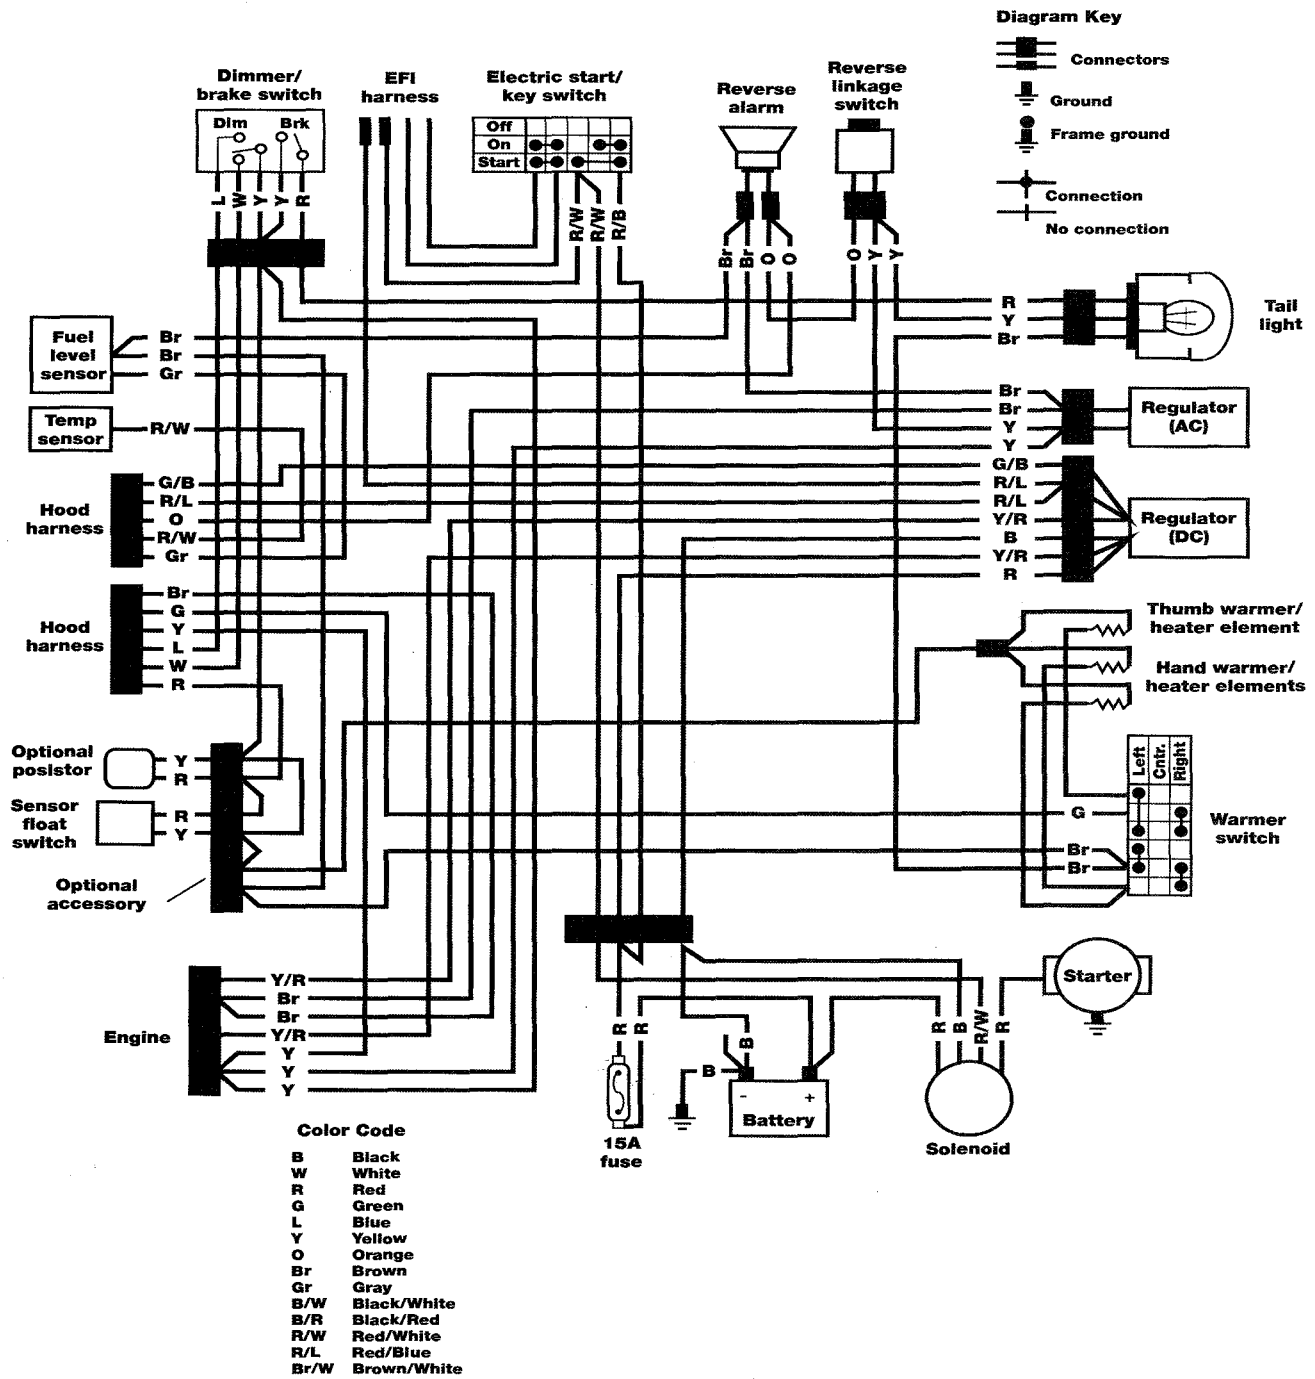 Diagram Key
Connectors
Ground
Frame ground
Connection
No connection
Dimmer/
brake switch
Dim
Brk
L
W
Y
Y
R
EFI
harness
Electric start/
key switch
Off
On
Start
R/W
R/W
R/B
Reverse
alarm
Br
Br
O
O
Reverse
linkage
switch
O
Y
Y
R
Y
Br
Tail
light
Fuel
level
sensor
Br
Br
Gr
Temp
sensor
R/W
Br
Br
Y
Y
Regulator
(AC)
Hood
harness
G/B
R/L
O
R/W
Gr
G/B
R/L
R/L
Y/R
B
Y/R
R
Regulator
(DC)
Hood
harness
Br
G
Y
L
W
R
Thumb warmer/
heater element
Hand warmer/
heater elements
Optional
posistor
Y
R
Sensor
float
switch
R
Y
Optional
accessory
Left
Cntr.
Right
G
Br
Br
Warmer
switch
Engine
Y/R
Br
Br
Y/R
Y
Y
Y
R
R
15A
fuse
B
B
-
+
Battery
R
B
R/W
R
Solenoid
Starter
Color Code
B Black
W White
R Red
G Green
L Blue
Y Yellow
O Orange
Br Brown
Gr Gray
B/W Black/White
B/R Black/Red
R/W Red/White
R/L Red/Blue
Br/W Brown/White